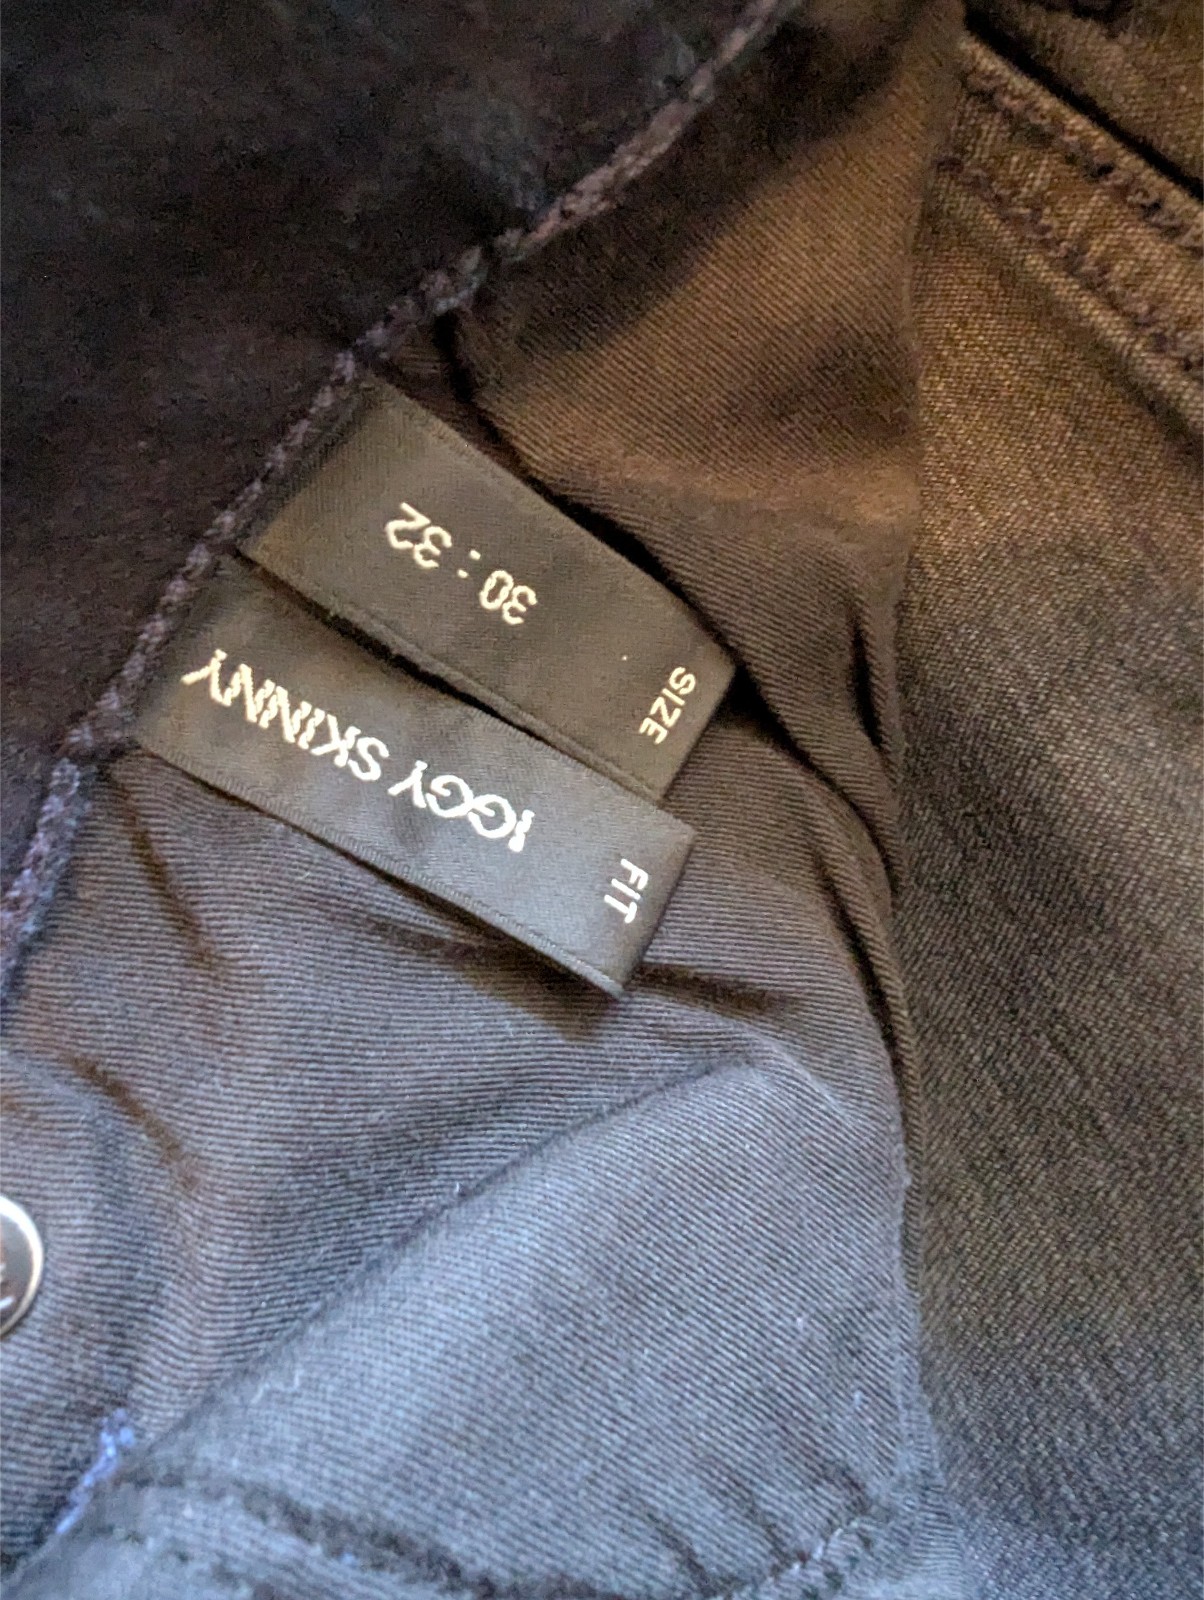 SIZE
30 : 32
FIT
IGGY SKINNY